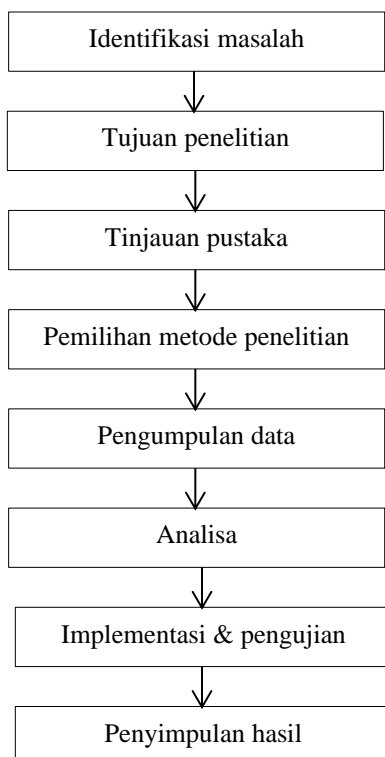 Identifikasi masalah
Tujuan penelitian
Tinjauan pustaka
Pemilihan metode penelitian
Pengumpulan data
Analisa
Implementasi & pengujian
Penyimpulan hasil